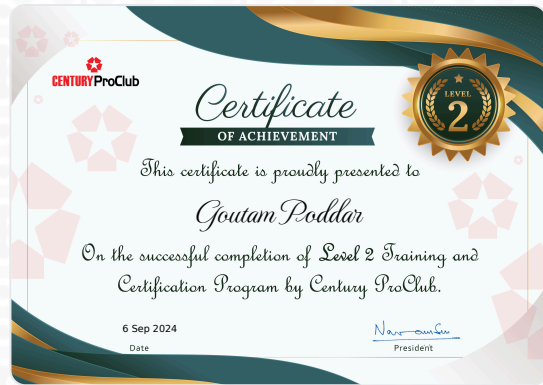 CENTURY ProClub
Certificate
OF ACHIEVEMENT
LEVEL
2
This certificate is proudly presented to
Goutam Poddar
On the successful completion of Level 2 Training and
Certification Program by Century ProClub.
6 Sep 2024
Date
President